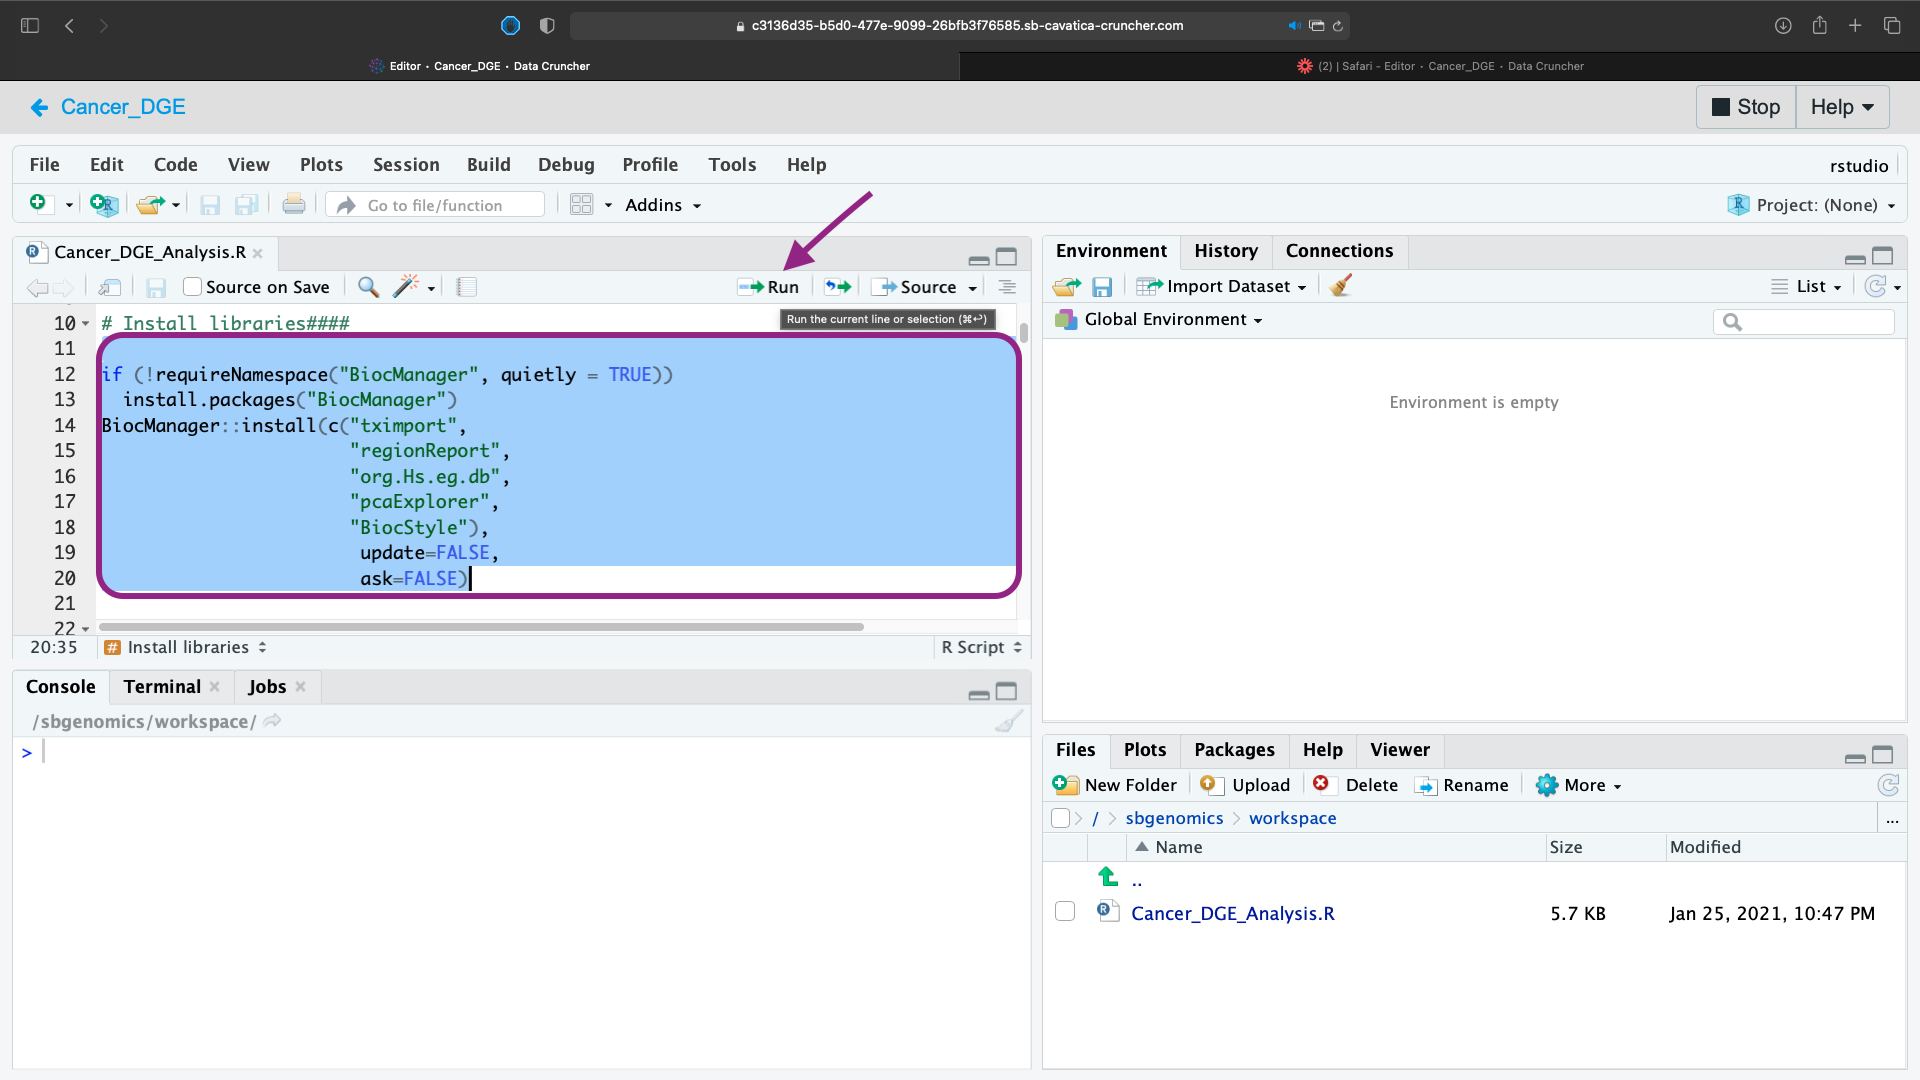 c3136d35-b5d0-477e-9099-26bfb3f76585.sb-cavatica-cruncher.com
Editor · Cancer_DGE · Data Cruncher
(2) | Safari - Editor · Cancer_DGE · Data Cruncher
Cancer_DGE
Stop
Help
File Edit Code View Plots Session Build Debug Profile Tools Help
rstudio
Go to file/function
Addins
Project: (None)
Cancer_DGE_Analysis.R
Source on Save
Run
Source
Run the current line or selection (⌘↩)
10 # Install libraries####
11
12 if (!requireNamespace("BiocManager", quietly = TRUE))
13 install.packages("BiocManager")
14 BiocManager::install(c("tximport",
15 "regionReport",
16 "org.Hs.eg.db",
17 "pcaExplorer",
18 "BiocStyle"),
19 update=FALSE,
20 ask=FALSE)
21
22
20:35
# Install libraries
R Script
Console Terminal Jobs
/sbgenomics/workspace/
>
Environment History Connections
Import Dataset
List
Global Environment
Environment is empty
Files Plots Packages Help Viewer
New Folder Upload Delete Rename More
/ sbgenomics workspace
...
Name Size Modified
..
Cancer_DGE_Analysis.R 5.7 KB Jan 25, 2021, 10:47 PM